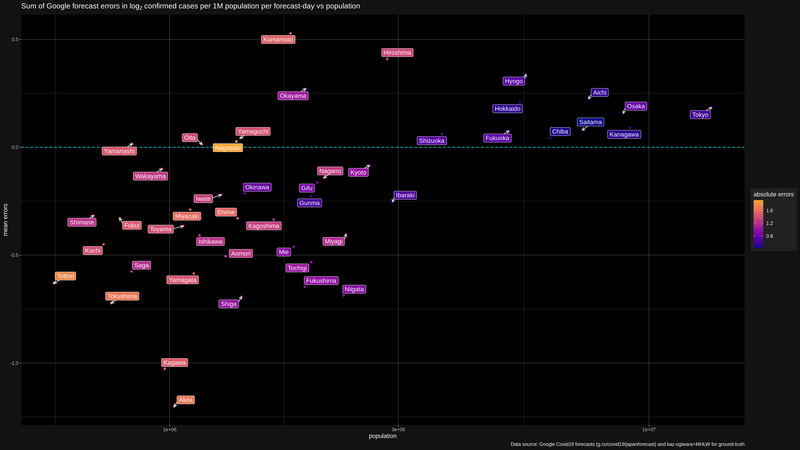 Sum of Google forecast errors in log2 confirmed cases per 1M population per forecast-day vs population
0.5
Kumamoto
Hiroshima
Hyogo
Okayama
Aichi
Hokkaido
Osaka
Tokyo
Saitama
Oita
Yamaguchi
Chiba
Kanagawa
Fukuoka
Shizuoka
0.0
Nagasaki
Yamanashi
Wakayama
Nagano
Kyoto
Okinawa
Gifu
Iwate
Ibaraki
Gunma
Shimane
Miyazaki
Ehime
Fukui
Toyama
Kagoshima
mean errors
Ishikawa
Miyagi
Kochi
Aomori
Mie
-0.5
Saga
Tochigi
Tottori
Yamagata
Fukushima
Tokushima
Niigata
Shiga
-1.0
Kagawa
Akita
absolute errors
1.6
1.2
0.8
1e+06
3e+06
1e+07
population
Data source: Google Covid19 forecasts (g.co/covid19/japanforecast) and kaz-ogiwara+MHLW for ground-truth